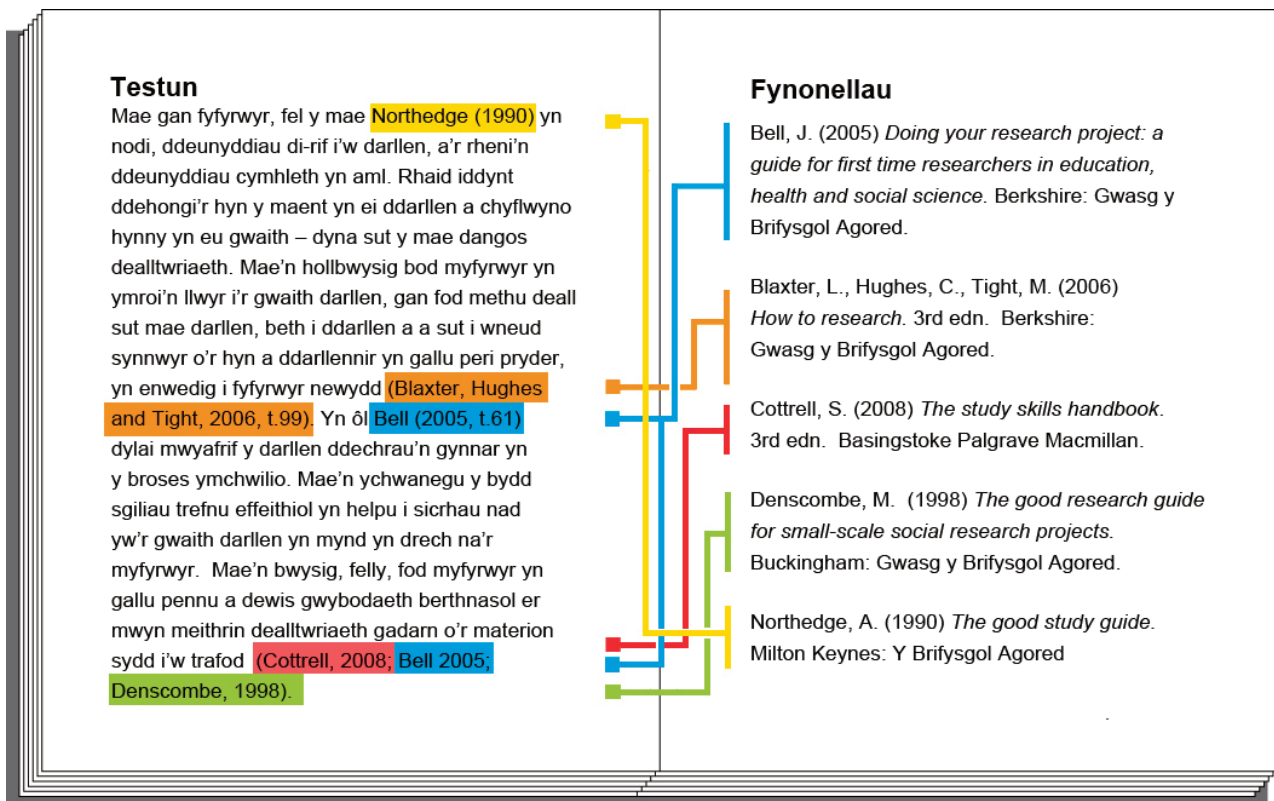 Testun
Mae gan fyfyrwyr, fel y mae Northedge (1990) yn
nodi, ddeunyddiau di-rif i'w darllen, a'r rheni'n
ddeunyddiau cymhleth yn aml. Rhaid iddynt
ddehongi'r hyn y maent yn ei ddarllen a chyflwyno
hynny yn eu gwaith – dyna sut y mae dangos
dealltwriaeth. Mae'n hollbwysig bod myfyrwyr yn
ymroi'n llwyr i'r gwaith darllen, gan fod methu deall
sut mae darllen, beth i ddarllen a a sut i wneud
synnwyr o'r hyn a ddarllennir yn gallu peri pryder,
yn enwedig i fyfyrwyr newydd (Blaxter, Hughes
and Tight, 2006, t.99). Yn ôl Bell (2005, t.61)
dylai mwyafrif y darllen ddechrau'n gynnar yn
y broses ymchwilio. Mae'n ychwanegu y bydd
sgiliau trefnu effeithiol yn helpu i sicrhau nad
yw'r gwaith darllen yn mynd yn drech na'r
myfyrwyr. Mae'n bwysig, felly, fod myfyrwyr yn
gallu pennu a dewis gwybodaeth berthnasol er
mwyn meithrin dealltwriaeth gadarn o'r materion
sydd i'w trafod (Cottrell, 2008; Bell 2005;
Denscombe, 1998).
Fynonellau
Bell, J. (2005) Doing your research project: a
guide for first time researchers in education,
health and social science. Berkshire: Gwasg y
Brifysgol Agored.
Blaxter, L., Hughes, C., Tight, M. (2006)
How to research. 3rd edn. Berkshire:
Gwasg y Brifysgol Agored.
Cottrell, S. (2008) The study skills handbook.
3rd edn. Basingstoke Palgrave Macmillan.
Denscombe, M. (1998) The good research guide
for small-scale social research projects.
Buckingham: Gwasg y Brifysgol Agored.
Northedge, A. (1990) The good study guide.
Milton Keynes: Y Brifysgol Agored